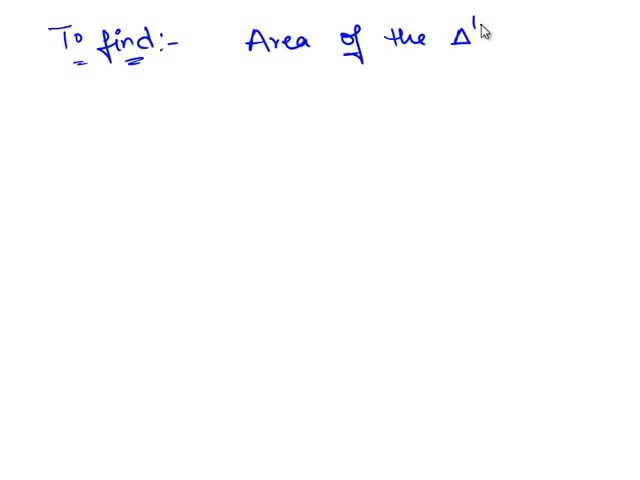 To find:- Area of the Δ'